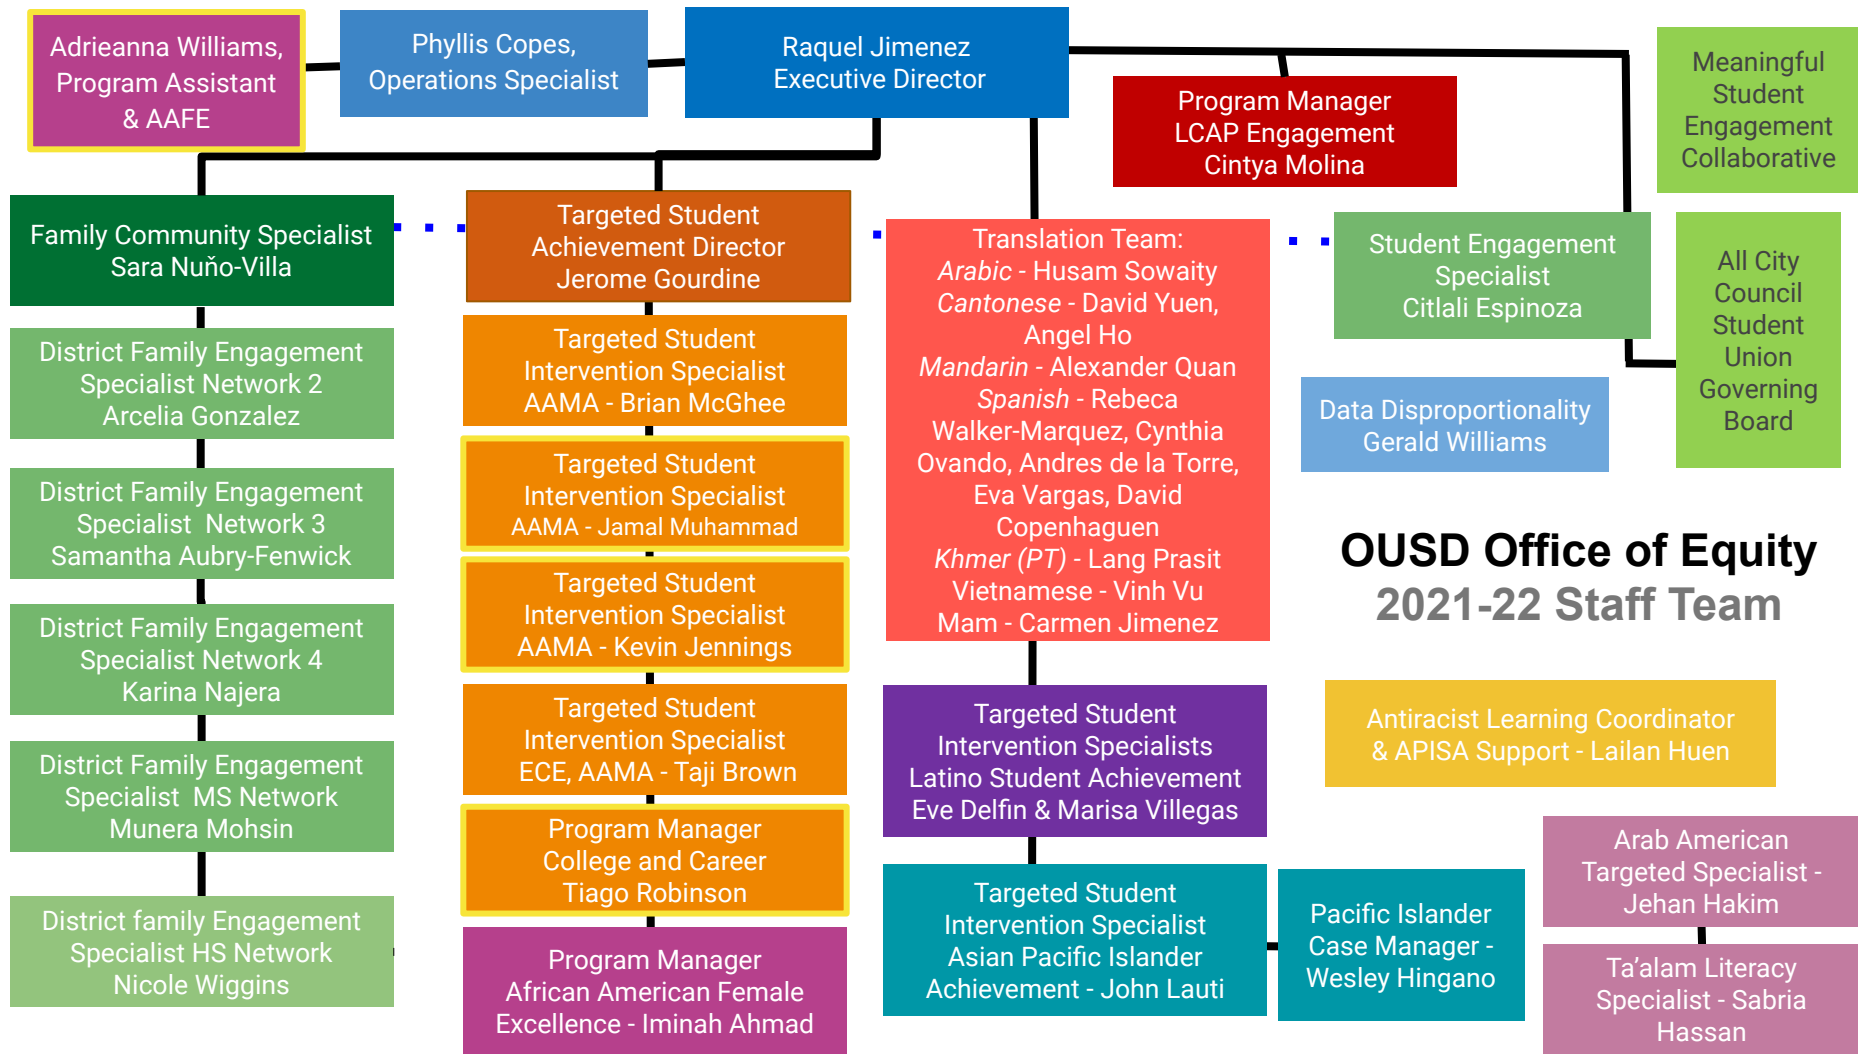 Adrieanna Williams,
Program Assistant
& AAFE
Phyllis Copes,
Operations Specialist
Raquel Jimenez
Executive Director
Program Manager
LCAP Engagement
Cintya Molina
Meaningful
Student
Engagement
Collaborative
Family Community Specialist
Sara Nuňo-Villa
Targeted Student
Achievement Director
Jerome Gourdine
Translation Team:
Arabic - Husam Sowaity
Cantonese - David Yuen,
Angel Ho
Mandarin - Alexander Quan
Spanish - Rebeca
Walker-Marquez, Cynthia
Ovando, Andres de la Torre,
Eva Vargas, David
Copenhaguen
Khmer (PT) - Lang Prasit
Vietnamese - Vinh Vu
Mam - Carmen Jimenez
Student Engagement
Specialist
Citlali Espinoza
All City
Council
Student
Union
Governing
Board
District Family Engagement
Specialist Network 2
Arcelia Gonzalez
Targeted Student
Intervention Specialist
AAMA - Brian McGhee
Data Disproportionality
Gerald Williams
District Family Engagement
Specialist  Network 3
Samantha Aubry-Fenwick
Targeted Student
Intervention Specialist
AAMA - Jamal Muhammad
OUSD Office of Equity
2021-22 Staff Team
District Family Engagement
Specialist Network 4
Karina Najera
Targeted Student
Intervention Specialist
AAMA - Kevin Jennings
District Family Engagement
Specialist  MS Network
Munera Mohsin
Targeted Student
Intervention Specialist
ECE, AAMA - Taji Brown
Targeted Student
Intervention Specialists
Latino Student Achievement
Eve Delfin & Marisa Villegas
Antiracist Learning Coordinator
& APISA Support - Lailan Huen
District family Engagement
Specialist HS Network
Nicole Wiggins
Program Manager
College and Career
Tiago Robinson
Program Manager
African American Female
Excellence - Iminah Ahmad
Targeted Student
Intervention Specialist
Asian Pacific Islander
Achievement - John Lauti
Pacific Islander
Case Manager -
Wesley Hingano
Arab American
Targeted Specialist -
Jehan Hakim
Ta’alam Literacy
Specialist - Sabria
Hassan